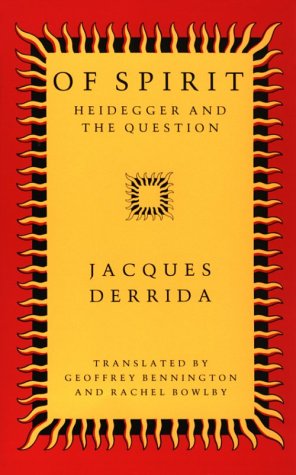 OF SPIRIT
HEIDEGGER AND
THE QUESTION
JACQUES
DERRIDA
TRANSLATED BY
GEOFFREY BENNINGTON
AND RACHEL BOWLBY